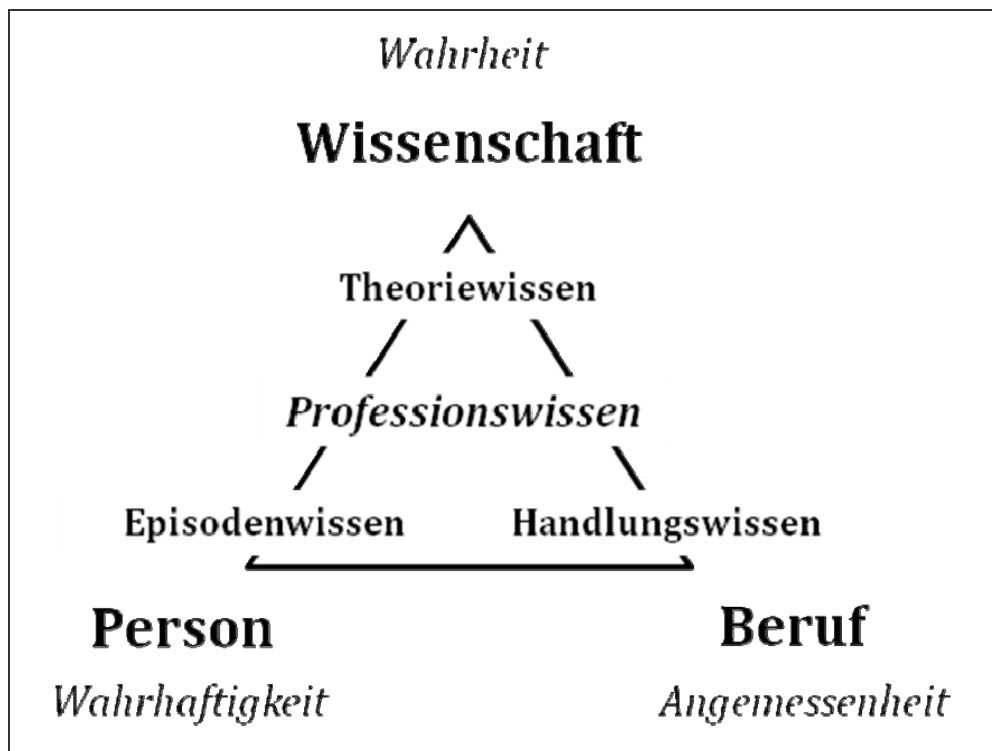 Wahrheit
Wissenschaft
Theoriewissen
Professionswissen
Episodenwissen Handlungswissen
Person Beruf
Wahrhaftigkeit Angemessenheit